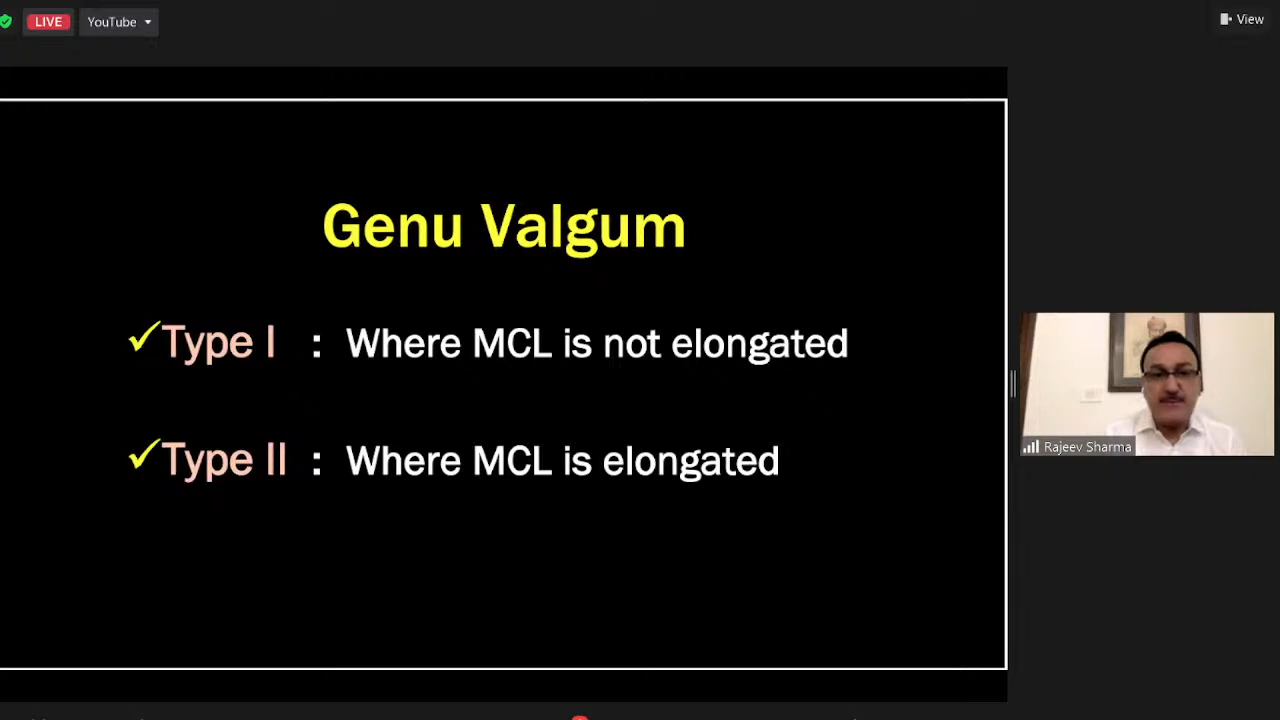 LIVE
YouTube
View
Genu Valgum
✓Type I : Where MCL is not elongated
✓Type II : Where MCL is elongated
Rajeev Sharma